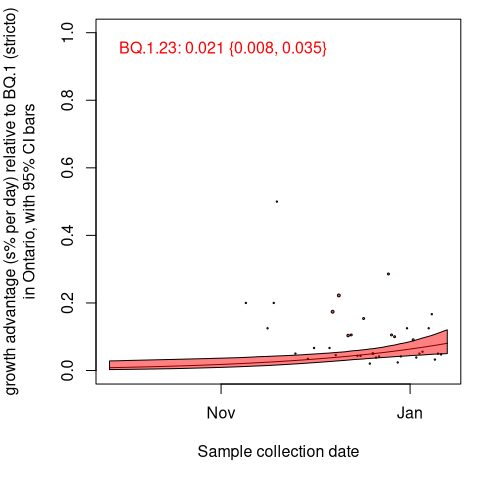 growth advantage (s% per day) relative to BQ.1 (stricto)
in Ontario, with 95% CI bars
1.0
0.8
0.6
0.4
0.2
0.0
BQ.1.23: 0.021 {0.008, 0.035}
Nov
Jan
Sample collection date